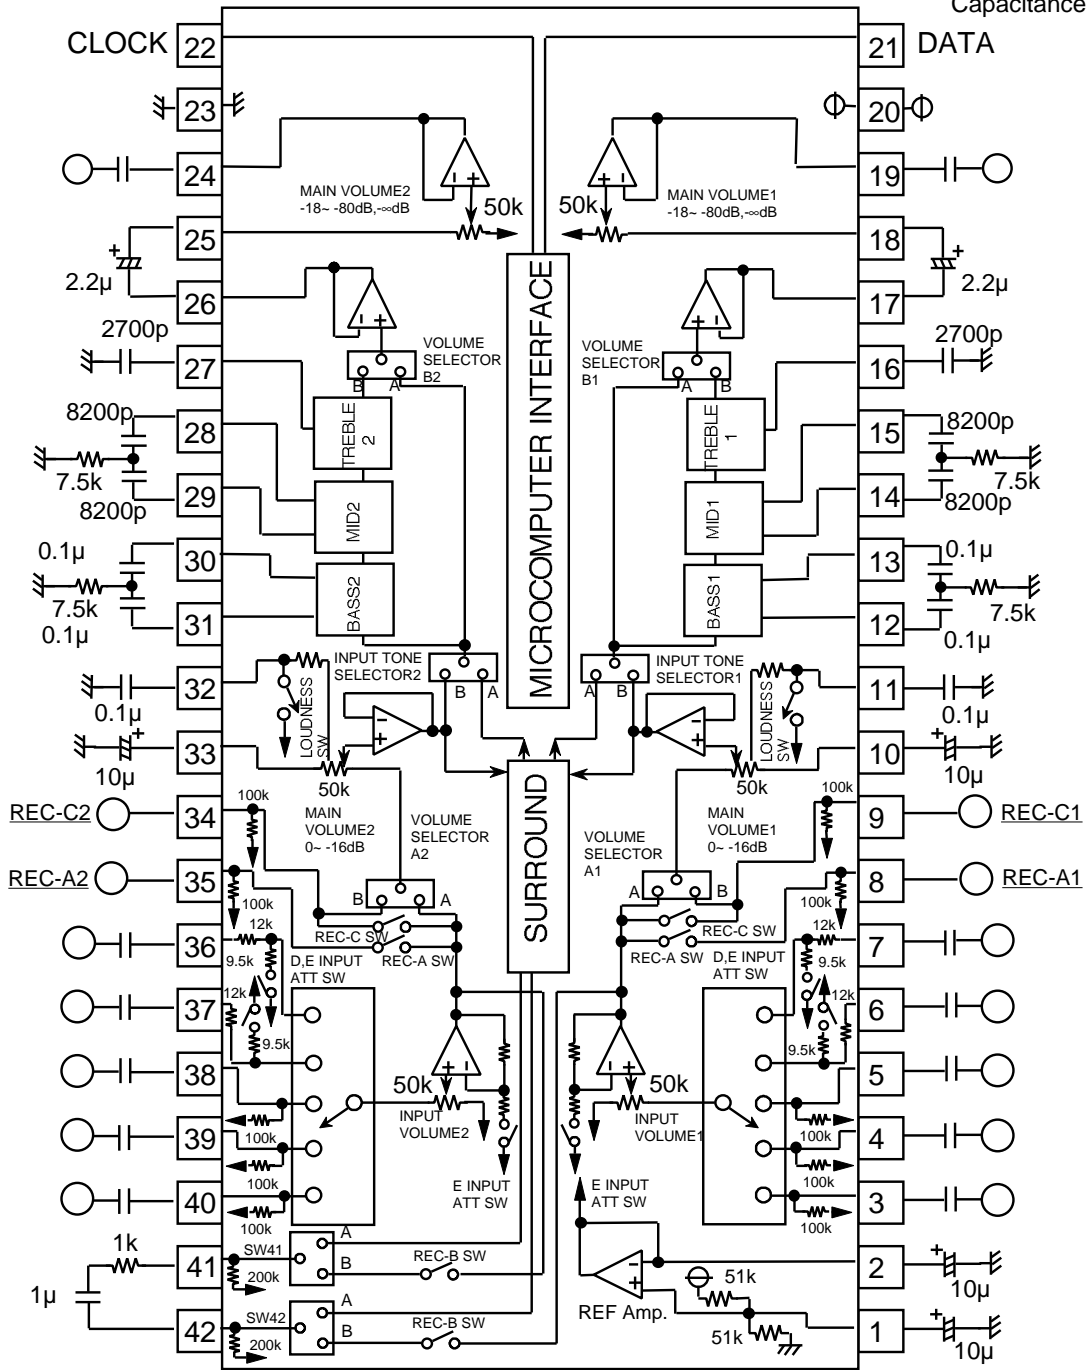 Capacitance
CLOCK 22
21 DATA
23
20
24
19
MAIN VOLUME2
-18~ -80dB,-∞dB
50k
50k
MAIN VOLUME1
-18~ -80dB,-∞dB
25
18
+
2.2µ
+
2.2µ
26
17
2700p
2700p
27
16
VOLUME
SELECTOR
B2
VOLUME
SELECTOR
B1
B A
A B
MICROCOMPUTER INTERFACE
TREBLE
2
TREBLE
1
8200p
28
15
8200p
7.5k
7.5k
8200p
29
14
8200p
MID2
MID1
0.1µ
30
13
0.1µ
7.5k
7.5k
0.1µ
31
12
0.1µ
BASS2
BASS1
INPUT TONE
SELECTOR2
INPUT TONE
SELECTOR1
B A
A B
32
11
0.1µ
0.1µ
LOUDNESS
SW
LOUDNESS
SW
33
10
+
10µ
+
10µ
50k
50k
SURROUND
REC-C2
34
100k
MAIN
VOLUME2
0~ -16dB
VOLUME
SELECTOR
A2
VOLUME
SELECTOR
A1
MAIN
VOLUME1
0~ -16dB
100k
9
REC-C1
REC-A2
35
100k
B A
A B
100k
8
REC-A1
REC-C SW
REC-A SW
REC-C SW
REC-A SW
36
12k
9.5k
D,E INPUT
ATT SW
D,E INPUT
ATT SW
12k
9.5k
7
37
12k
9.5k
12k
9.5k
6
38
100k
50k
INPUT
VOLUME2
50k
INPUT
VOLUME1
100k
5
39
100k
100k
4
40
100k
E INPUT
ATT SW
E INPUT
ATT SW
100k
3
1k
41
SW41
200k
A
B
REC-B SW
2
+
10µ
1µ
42
SW42
200k
A
B
REC-B SW
REF Amp.
51k
51k
1
+
10µ